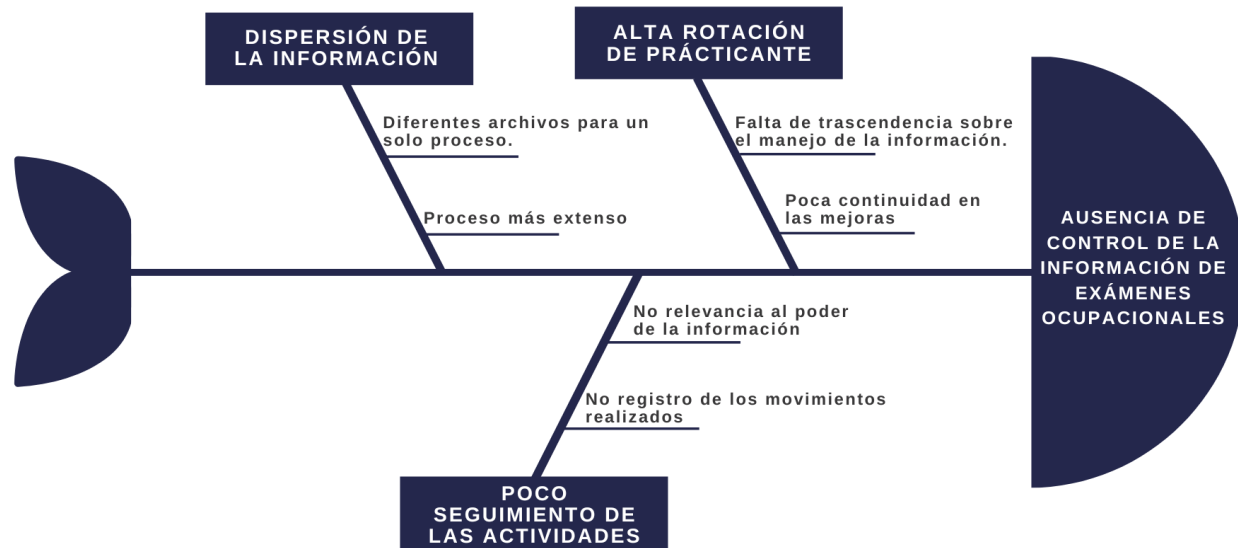 DISPERSIÓN DE
LA INFORMACIÓN
Diferentes archivos para un
solo proceso.
Proceso más extenso
ALTA ROTACIÓN
DE PRÁCTICANTE
Falta de trascendencia sobre
el manejo de la información.
Poca continuidad en
las mejoras
No relevancia al poder
de la información
No registro de los movimientos
realizados
POCO
SEGUIMIENTO DE
LAS ACTIVIDADES
AUSENCIA DE
CONTROL DE LA
INFORMACIÓN DE
EXÁMENES
OCUPACIONALES